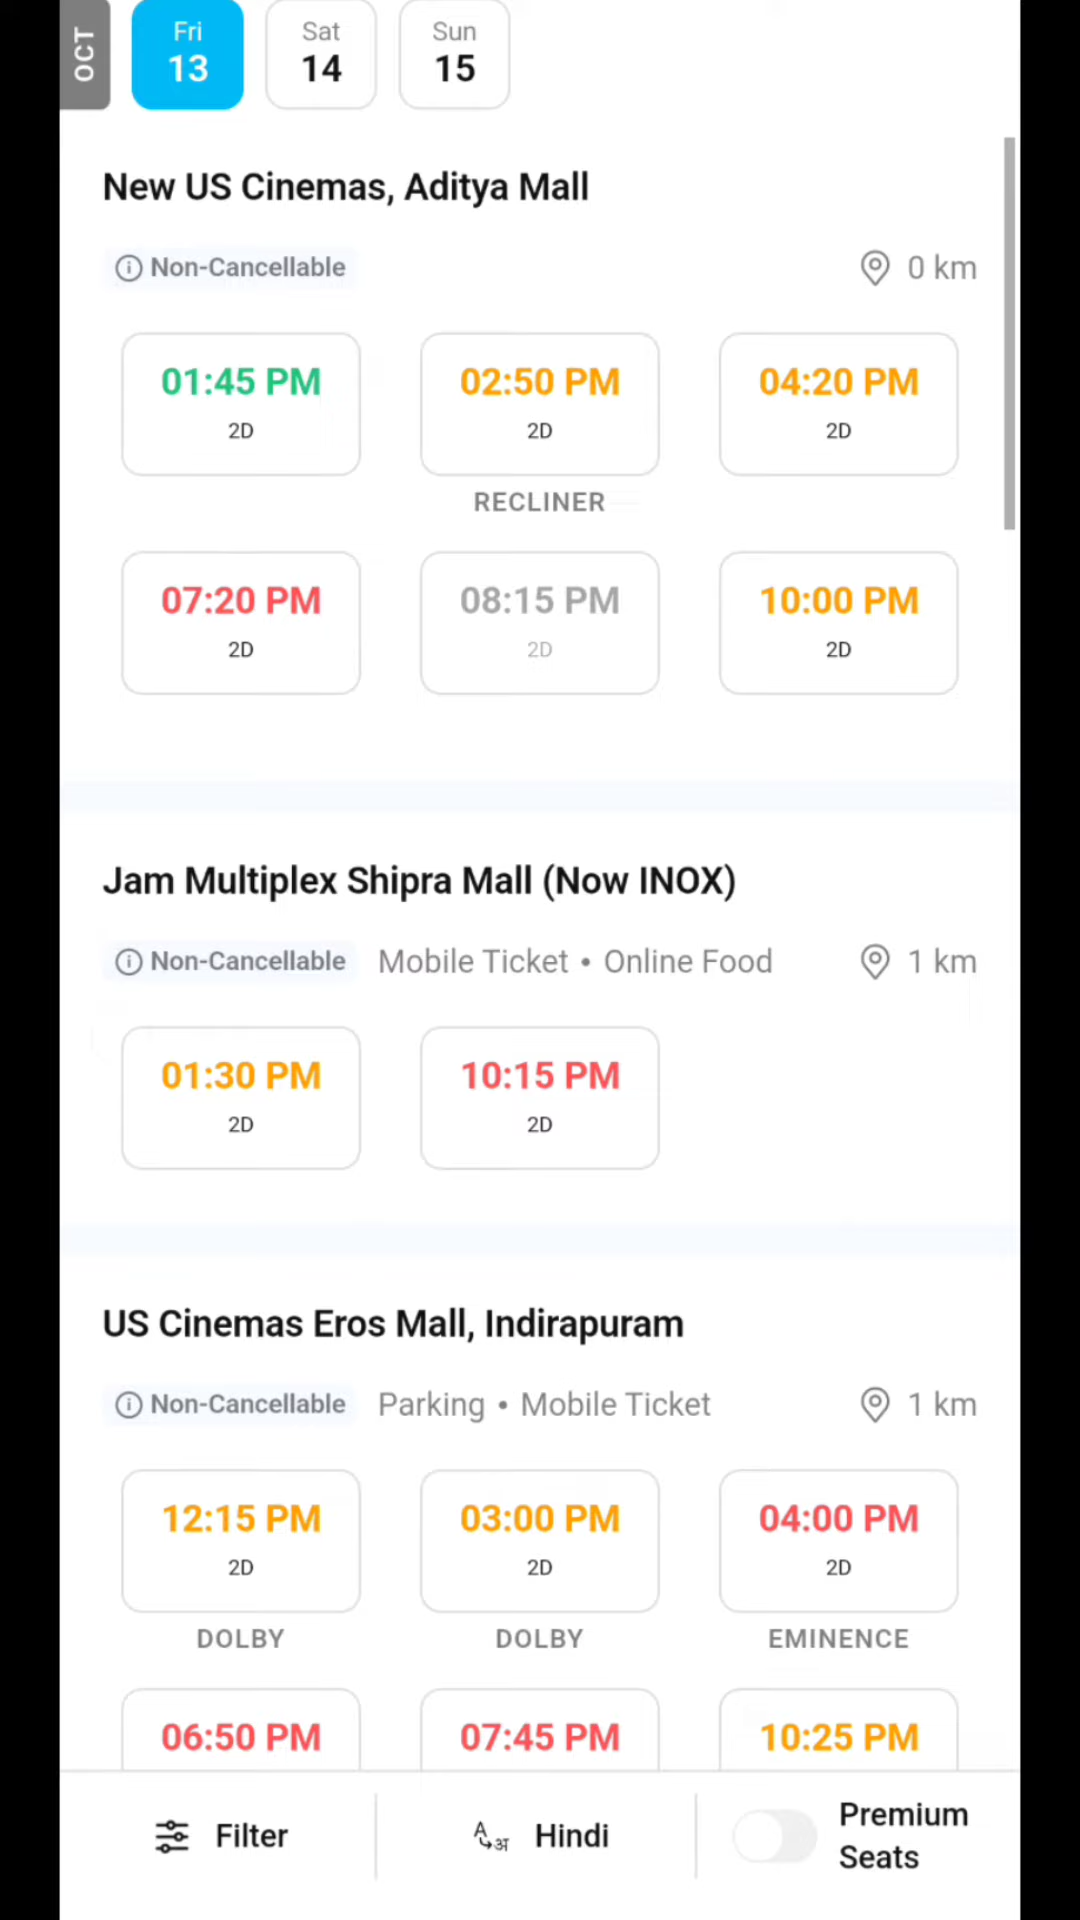 OCT
Fri Sat Sun
13 14 15
New US Cinemas, Aditya Mall
Non-Cancellable 0 km
01:45 PM 02:50 PM 04:20 PM
2D 2D 2D
RECLINER
07:20 PM 08:15 PM 10:00 PM
2D 2D 2D
Jam Multiplex Shipra Mall (Now INOX)
Non-Cancellable Mobile Ticket • Online Food 1 km
01:30 PM 10:15 PM
2D 2D
US Cinemas Eros Mall, Indirapuram
Non-Cancellable Parking • Mobile Ticket 1 km
12:15 PM 03:00 PM 04:00 PM
2D 2D 2D
DOLBY DOLBY EMINENCE
06:50 PM 07:45 PM 10:25 PM
Filter A अ Hindi Premium
Seats